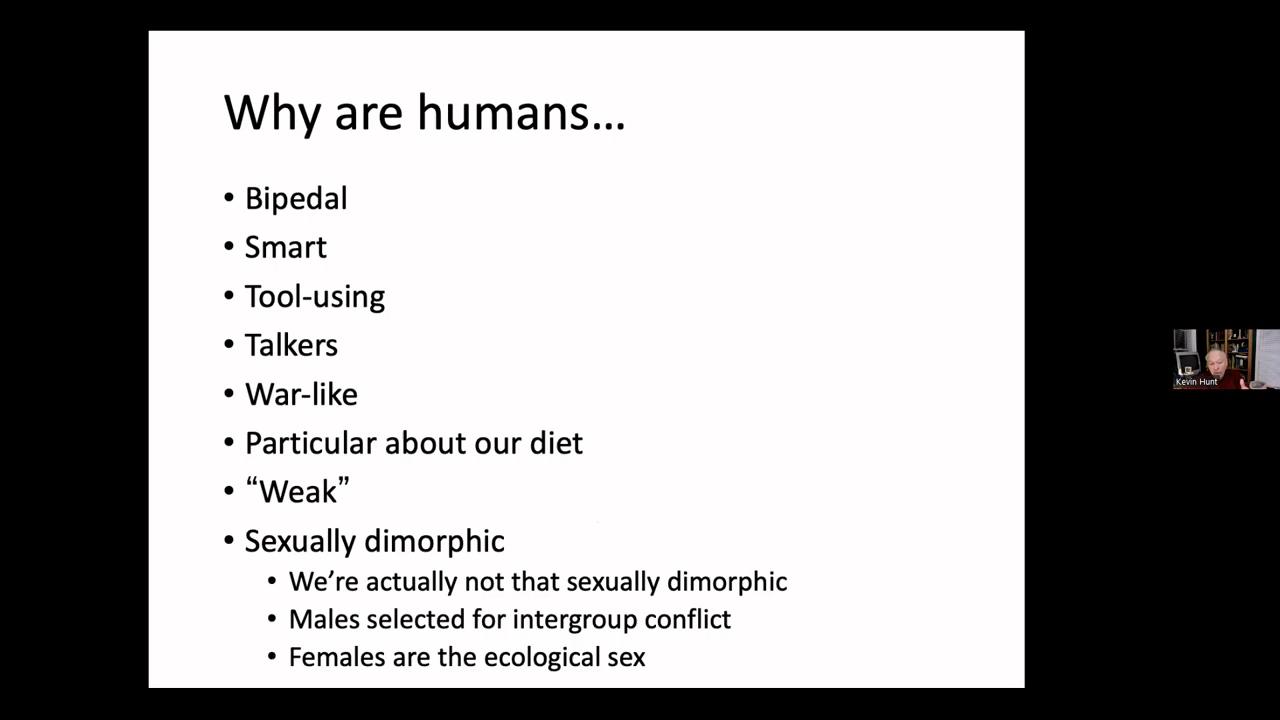 Why are humans...
• Bipedal
• Smart
• Tool-using
• Talkers
• War-like
• Particular about our diet
• “Weak”
• Sexually dimorphic
• We’re actually not that sexually dimorphic
• Males selected for intergroup conflict
• Females are the ecological sex
Kevin Hunt